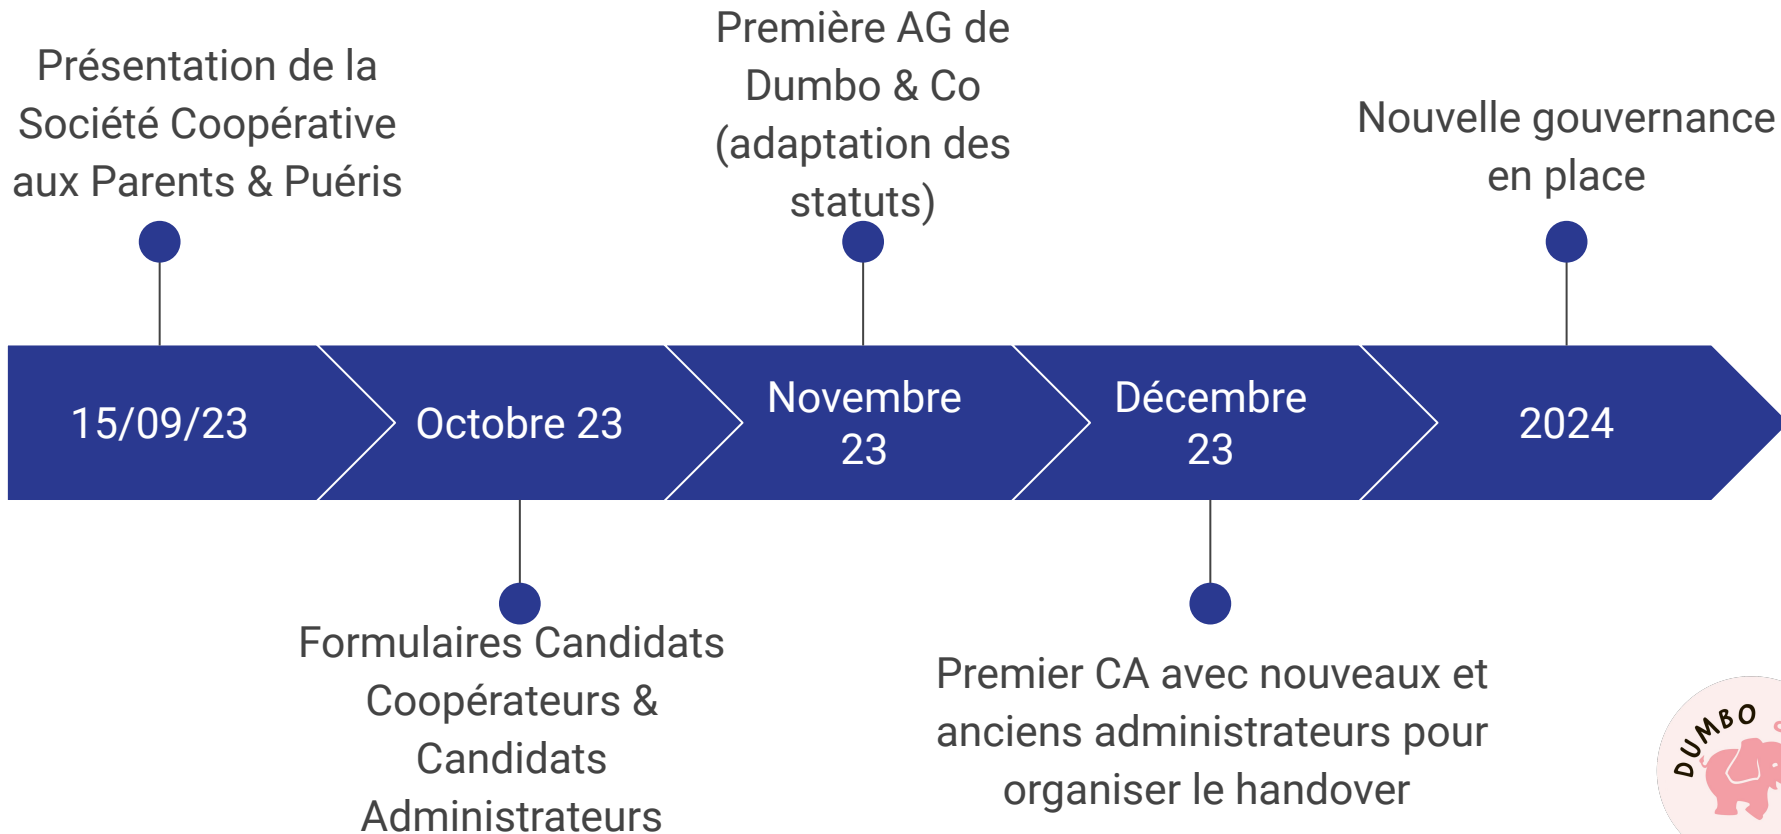 Présentation de la
Société Coopérative
aux Parents & Puéris
Première AG de
Dumbo & Co
(adaptation des
statuts)
Nouvelle gouvernance
en place
15/09/23
Octobre 23
Novembre
23
Décembre
23
2024
Formulaires Candidats
Coopérateurs &
Candidats
Administrateurs
Premier CA avec nouveaux et
anciens administrateurs pour
organiser le handover
DUMBO